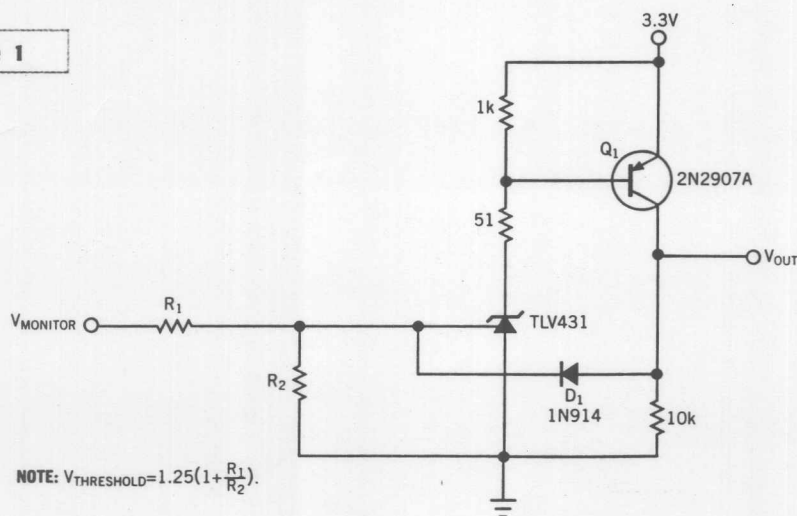 1
3.3V
1k
Q1
2N2907A
51
VOUT
R1
VMONITOR
TLV431
R2
D1
1N914
10k
NOTE: VTHRESHOLD=1.25(1+R1/R2).